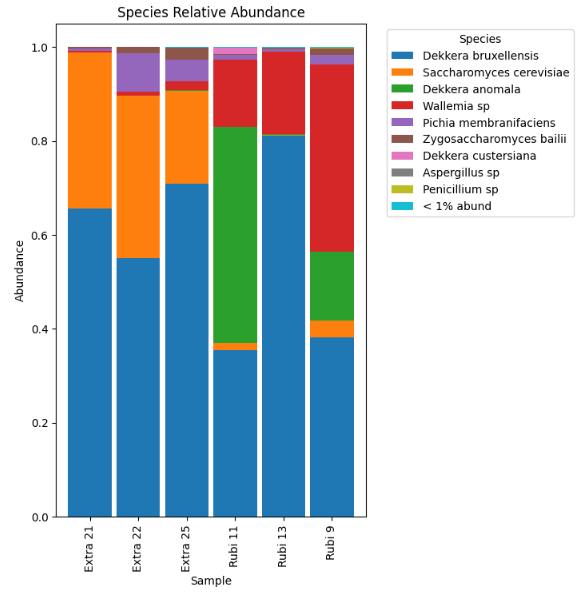 Species Relative Abundance
1.0
0.8
0.6
0.4
0.2
0.0
Abundance
Extra 21
Extra 22
Extra 25
Rubi 11
Rubi 13
Rubi 9
Sample
Species
Dekkera bruxellensis
Saccharomyces cerevisiae
Dekkera anomala
Wallemia sp
Pichia membranifaciens
Zygosaccharomyces bailii
Dekkera custersiana
Aspergillus sp
Penicillium sp
< 1% abund